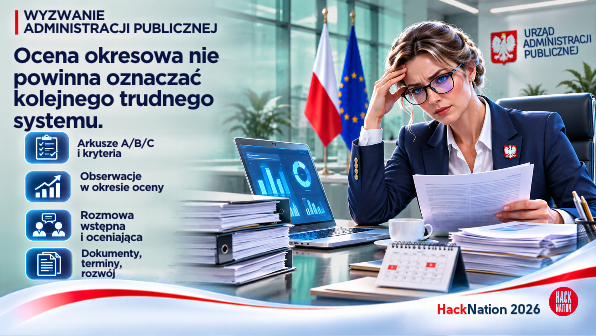 WYZWANIE
ADMINISTRACJI PUBLICZNEJ
Ocena okresowa nie
powinna oznaczać
kolejnego trudnego
systemu.
Arkusze A/B/C
i kryteria
Obserwacje
w okresie oceny
Rozmowa
wstępna
i oceniająca
Dokumenty,
terminy,
rozwój
URZĄD
ADMINISTRACJI
PUBLICZNEJ
HackNation 2026
HACK
NATION